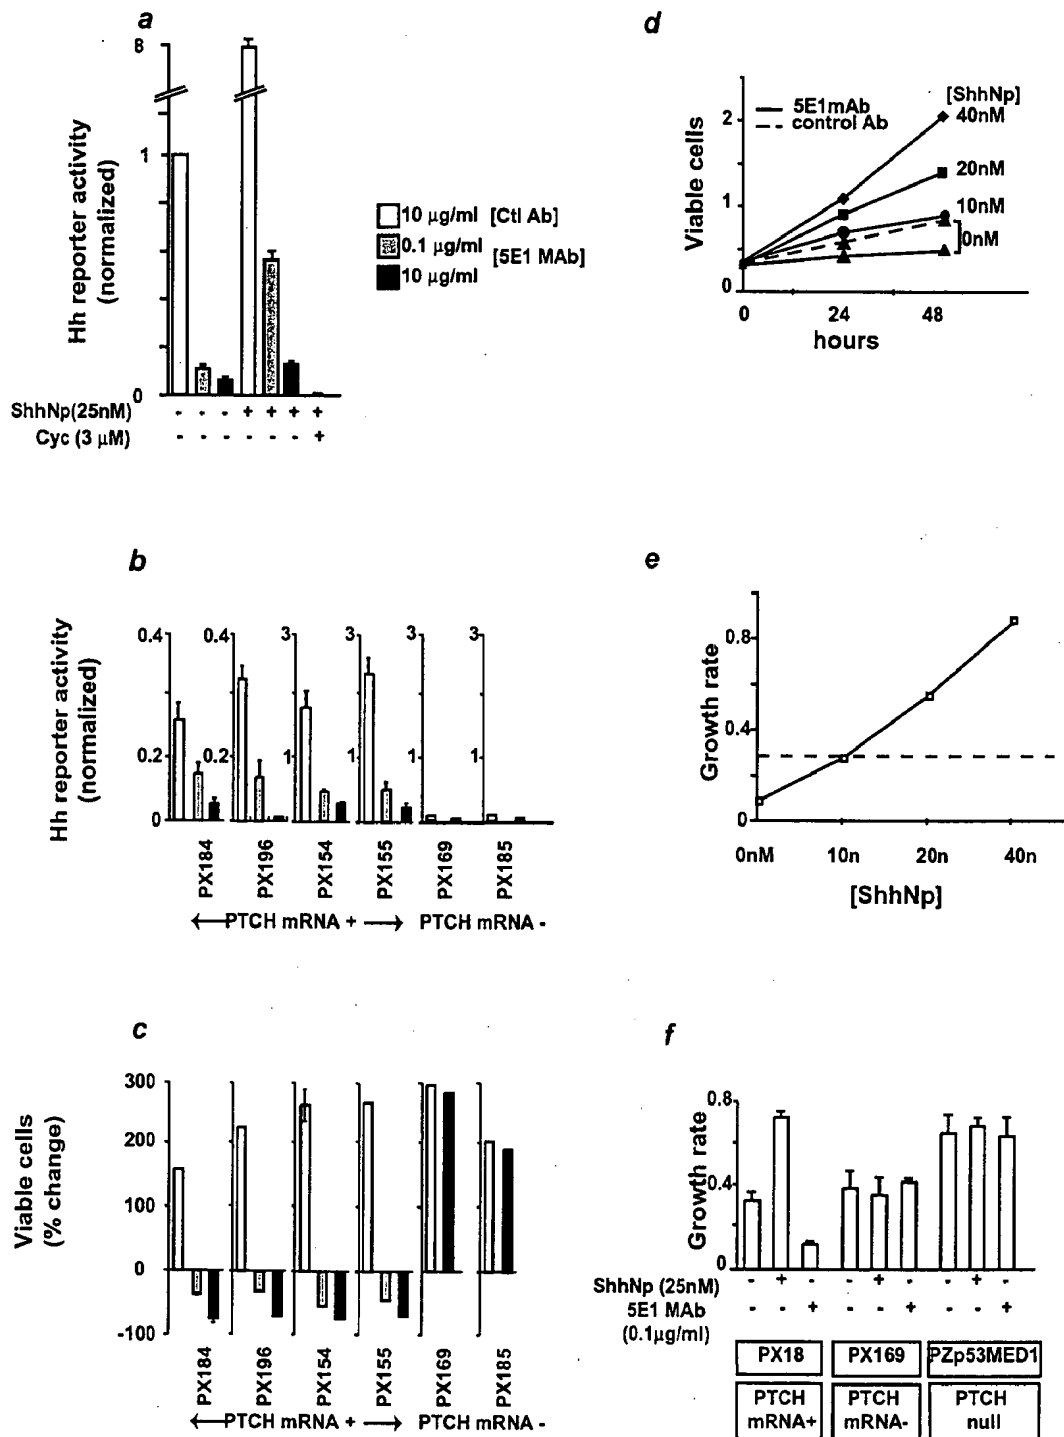 a
8
1
0
Hh reporter activity
(normalized)
10 µg/ml [Ctl Ab]
0.1 µg/ml
[5E1 MAb]
10 µg/ml
ShhNp(25nM) - - - + + + +
Cyc (3 µM) - - - - - - +
d
5E1mAb
control Ab
[ShhNp]
40nM
20nM
10nM
0nM
2
1
0
Viable cells
0 24 48
hours
b
Hh reporter activity
(normalized)
0.4 0.4 3 3 3 3
0.2 0.2 1 1 1 1
0
PX184 PX196 PX154 PX155 PX169 PX185
←PTCH mRNA + → PTCH mRNA -
e
Growth rate
0.8
0.4
0
0nM 10n 20n 40n
[ShhNp]
c
Viable cells
(% change)
300
200
100
0
-100
PX184 PX196 PX154 PX155 PX169 PX185
←PTCH mRNA + → PTCH mRNA -
f
Growth rate
0.8
0.4
0
ShhNp (25nM) - + - - + - - + -
5E1 MAb - - + - - + - - +
(0.1µg/ml)
PX18 PX169 PZp53MED1
PTCH PTCH PTCH
mRNA+ mRNA- null